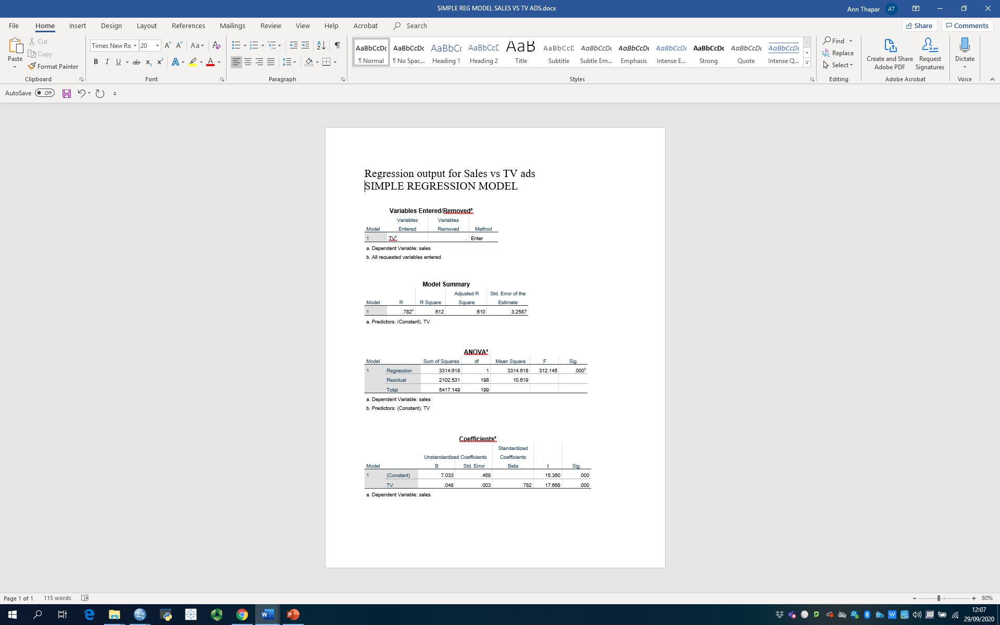 SIMPLE REG MODEL SALES VS TV ADS.docx
Ann Thapar AT
File Home Insert Design Layout References Mailings Review View Help Acrobat Search
Share Comments
Paste
Cut
Copy
Format Painter
Clipboard
Times New Ro 20
Font
Paragraph
AaBbCcDc AaBbCcDc AaBbCc AaBbCcC AaB AaBbCcD AaBbCcDc AaBbCcDc AaBbCcDc AaBbCcDc AaBbCcDc AaBbCcDc
¶ Normal ¶ No Spac... Heading 1 Heading 2 Title Subtitle Subtle Em... Emphasis Intense E... Strong Quote Intense Q...
Styles
Find
Replace
Select
Editing
Create and Share Adobe PDF
Request Signatures
Adobe Acrobat
Dictate
Voice
AutoSave Off
Regression output for Sales vs TV ads
SIMPLE REGRESSION MODEL
Variables Entered/Removedª
Model Variables Entered Variables Removed Method
1 TVᵇ . Enter
a. Dependent Variable: sales
b. All requested variables entered.
Model Summary
Model R R Square Adjusted R Square Std. Error of the Estimate
1 .782ª .612 .610 3.2587
a. Predictors: (Constant), TV
ANOVAª
Model Sum of Squares df Mean Square F Sig.
1 Regression 3314.618 1 3314.618 312.145 .000ᵇ
Residual 2102.531 198 10.619
Total 5417.149 199
a. Dependent Variable: sales
b. Predictors: (Constant), TV
Coefficientsª
Model Unstandardized Coefficients Standardized Coefficients t Sig.
B Std. Error Beta
1 (Constant) 7.033 .458 15.360 .000
TV .048 .003 .782 17.668 .000
a. Dependent Variable: sales
Page 1 of 1 115 words
80%
12:07
29/09/2020